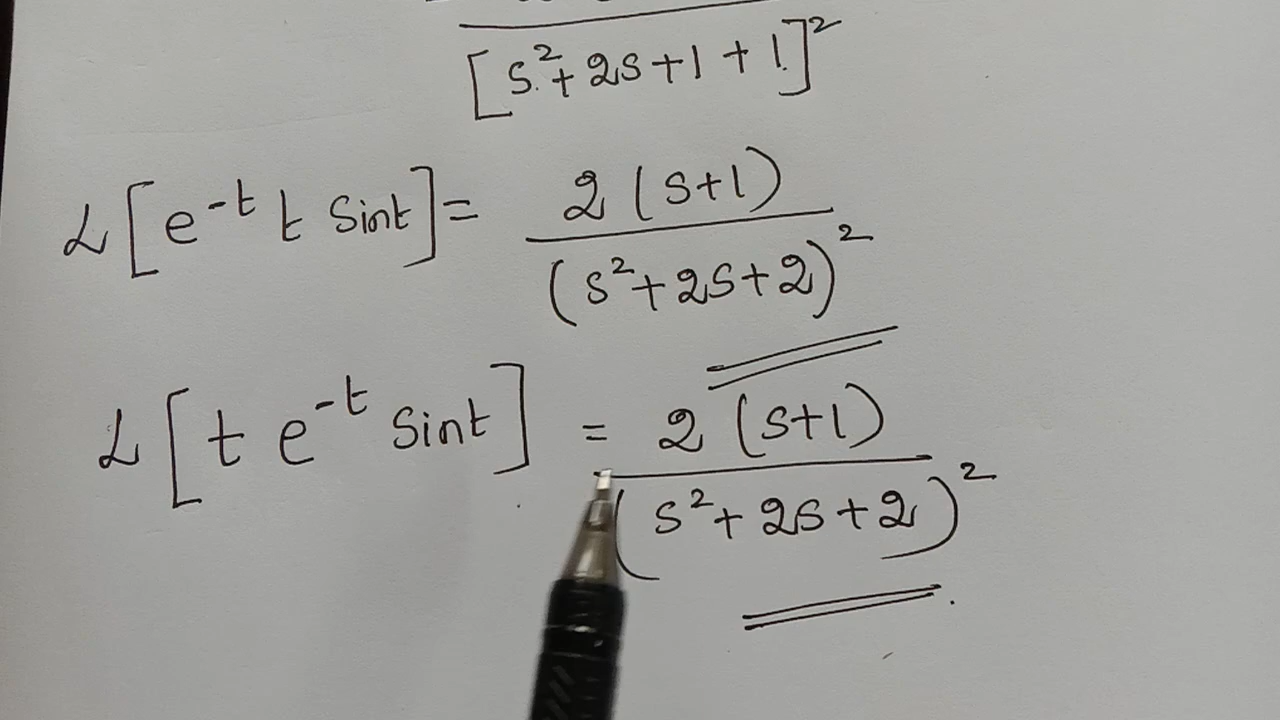 [s²+2s+1+1]²
L[e^-t t Sint] = 2(s+1)
(s²+2s+2)²
L[t e^-t Sint] = 2(s+1)
(s²+2s+2)²